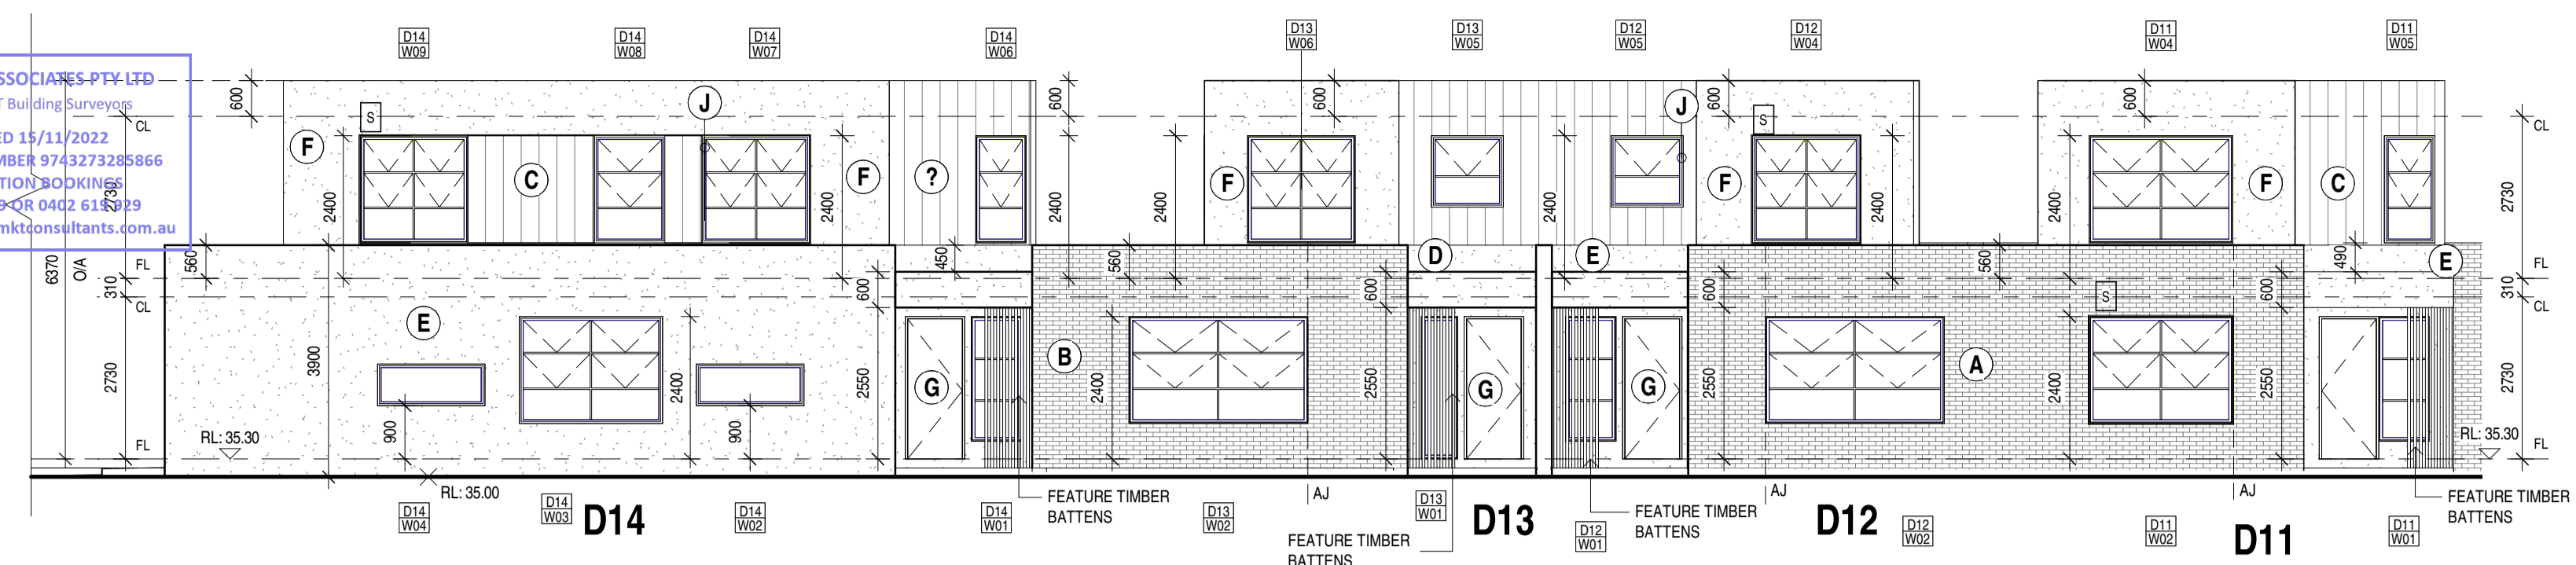 D14
W09
D14
W08
D14
W07
D14
W06
D13
W06
D13
W05
D12
W05
D12
W04
D11
W04
D11
W05
SSOCIATES PTY LTD
T Building Surveyors
ED 15/11/2022
MBER 9743273285866
TION BOOKINGS
9 OR 0402 619 929
mktconsultants.com.au
600
CL
S
J
600
600
J
600
S
600
CL
F
2400
C
2400
F
?
2400
2400
F
2400
F
2400
2400
F
C
2730
2730
6370
O/A
560
FL
310
CL
450
600
560
600
D
E
600
560
600
490
E
FL
310
CL
S
E
2730
3900
900
2400
900
2550
G
B
2400
2550
G
G
2550
A
2400
2550
2730
FL
RL: 35.30
RL: 35.00
RL: 35.30
FL
D14
W04
D14
W03
D14
D14
W02
D14
W01
FEATURE TIMBER
BATTENS
D13
W02
AJ
D13
W01
FEATURE TIMBER
BATTENS
D13
D12
W01
FEATURE TIMBER
BATTENS
AJ
D12
D12
W02
D11
W02
AJ
D11
D11
W01
FEATURE TIMBER
BATTENS